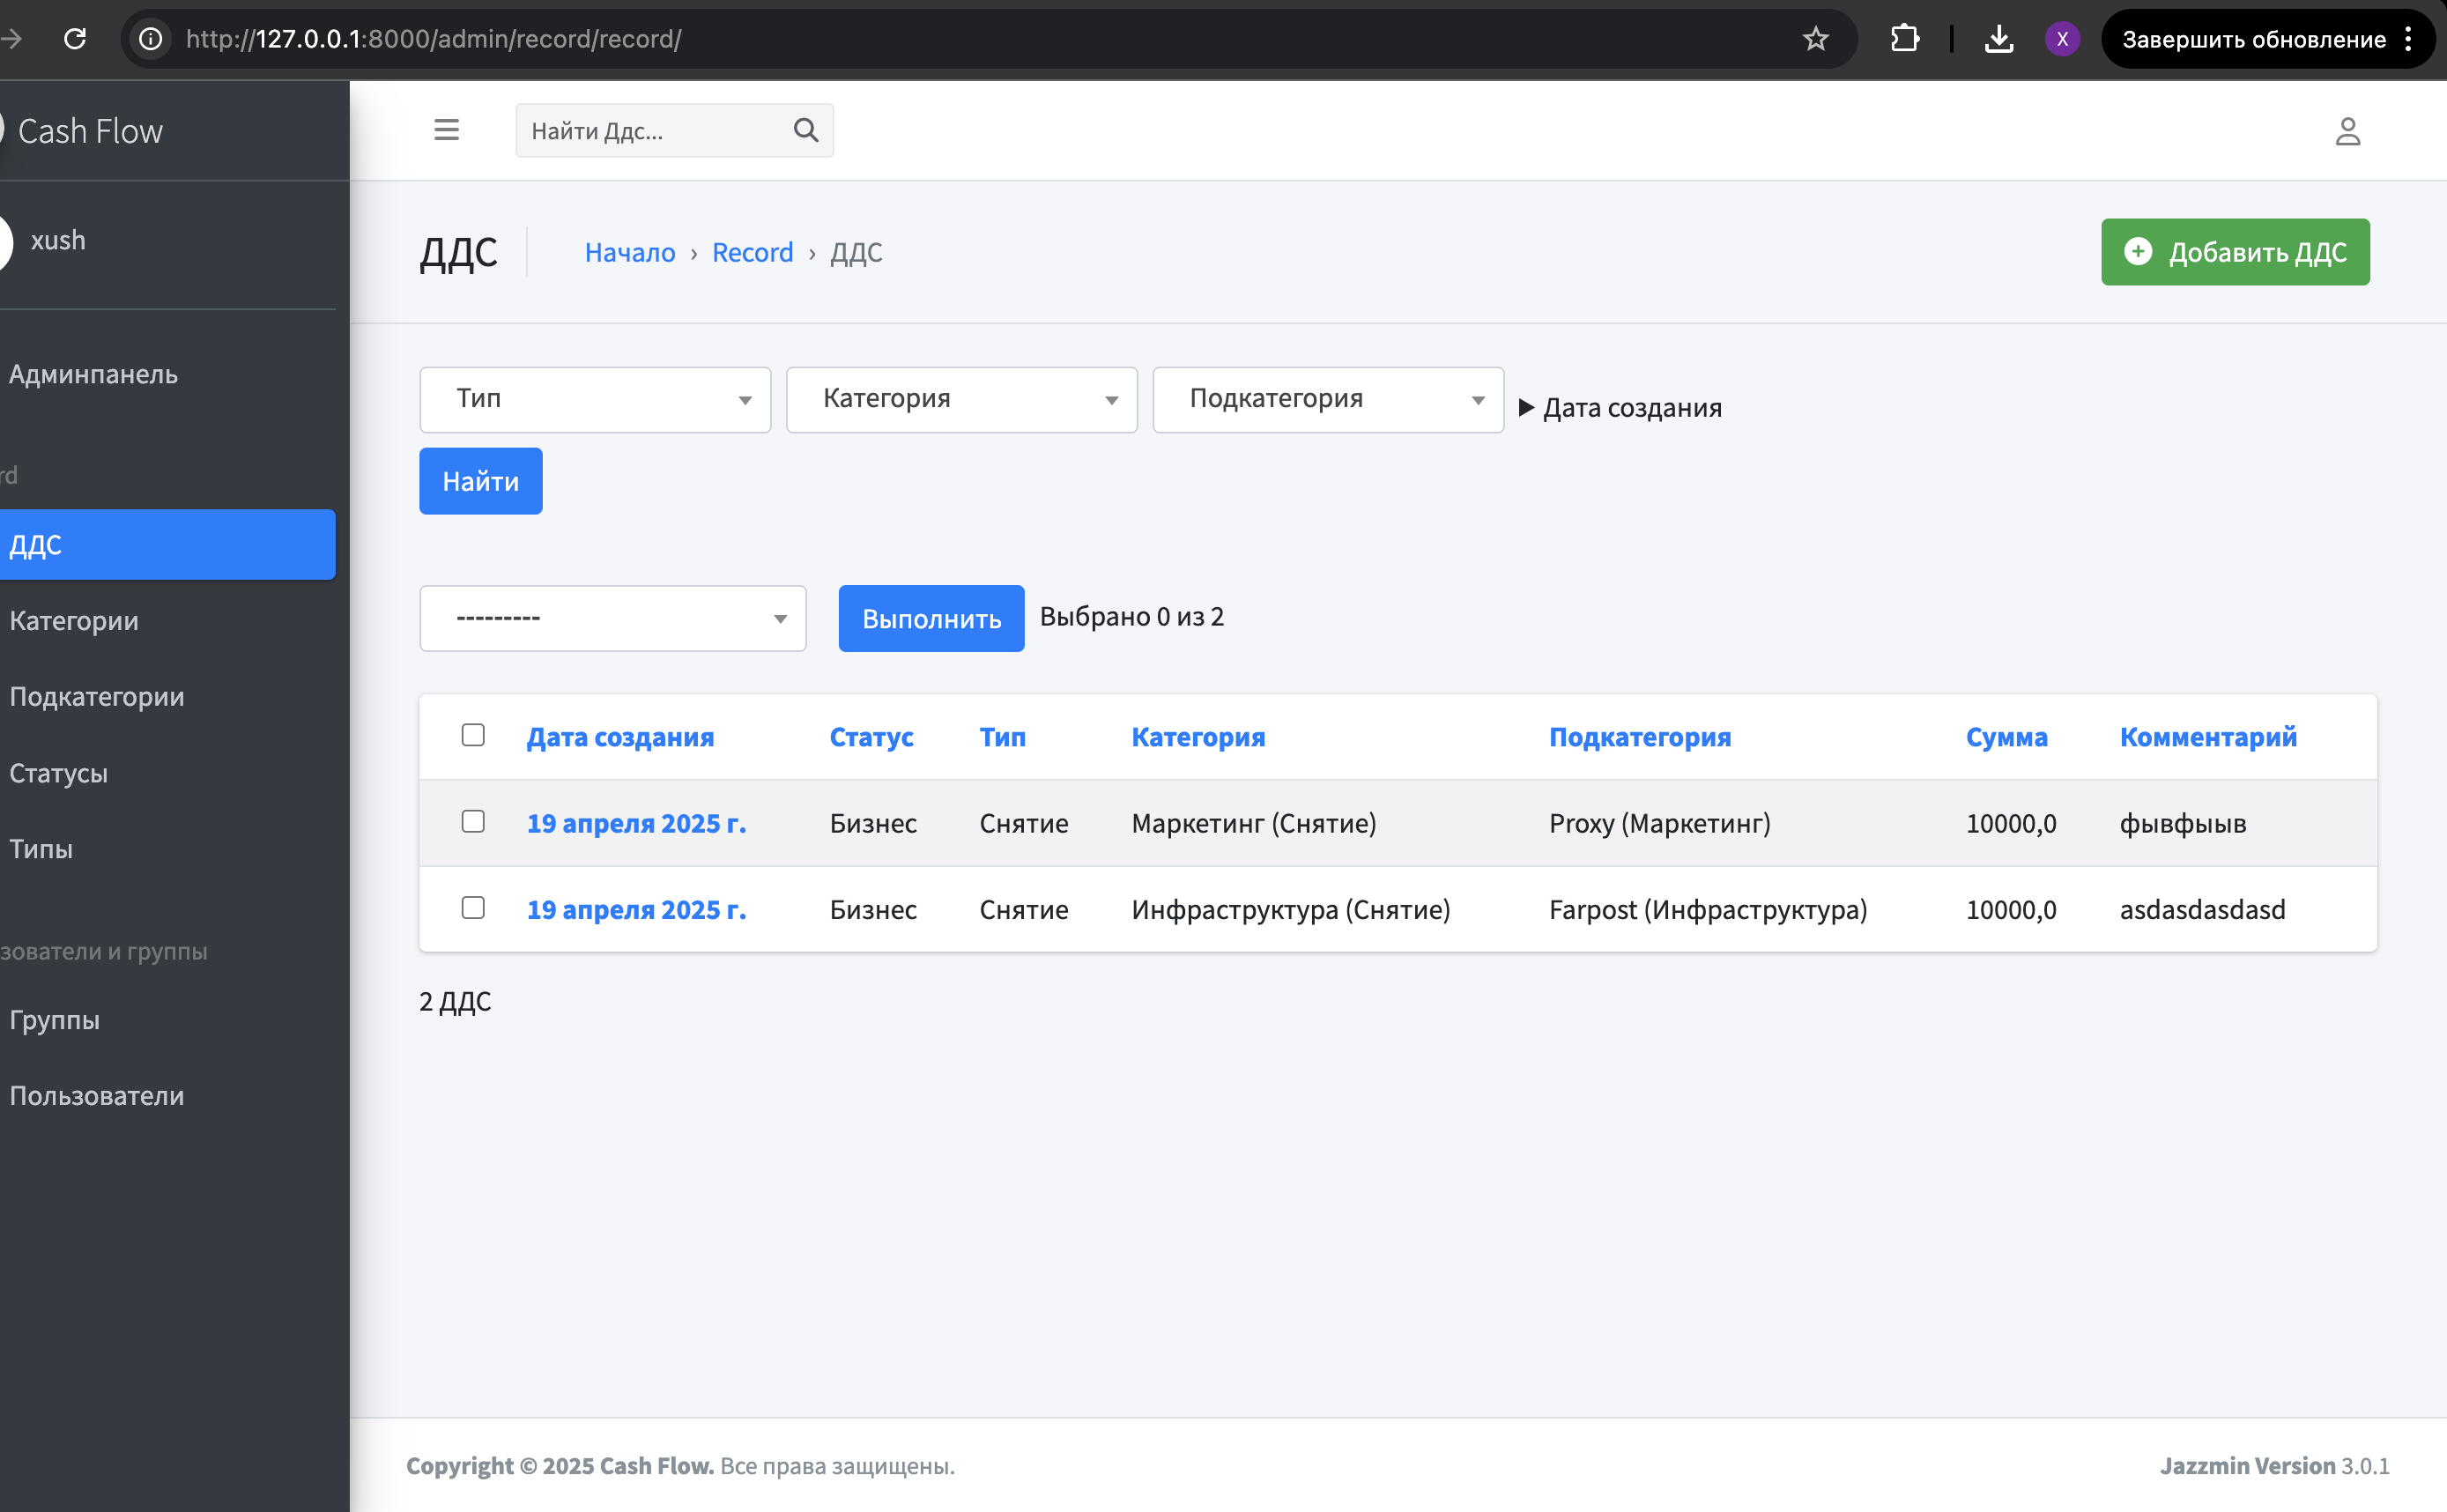 http://127.0.0.1:8000/admin/record/record/
X
Завершить обновление
Cash Flow
Найти Ддс...
xush
ДДС
Начало › Record › ДДС
Добавить ДДС
Админпанель
Тип
Категория
Подкатегория
Дата создания
rd
Найти
ДДС
Категории
Подкатегории
Статусы
Типы
зователи и группы
Группы
Пользователи
---------
Выполнить
Выбрано 0 из 2
Дата создания Статус Тип Категория Подкатегория Сумма Комментарий
19 апреля 2025 г. Бизнес Снятие Маркетинг (Снятие) Proxy (Маркетинг) 10000,0 фывфыыв
19 апреля 2025 г. Бизнес Снятие Инфраструктура (Снятие) Farpost (Инфраструктура) 10000,0 asdasdasdasd
2 ДДС
Copyright © 2025 Cash Flow. Все права защищены.
Jazzmin Version 3.0.1